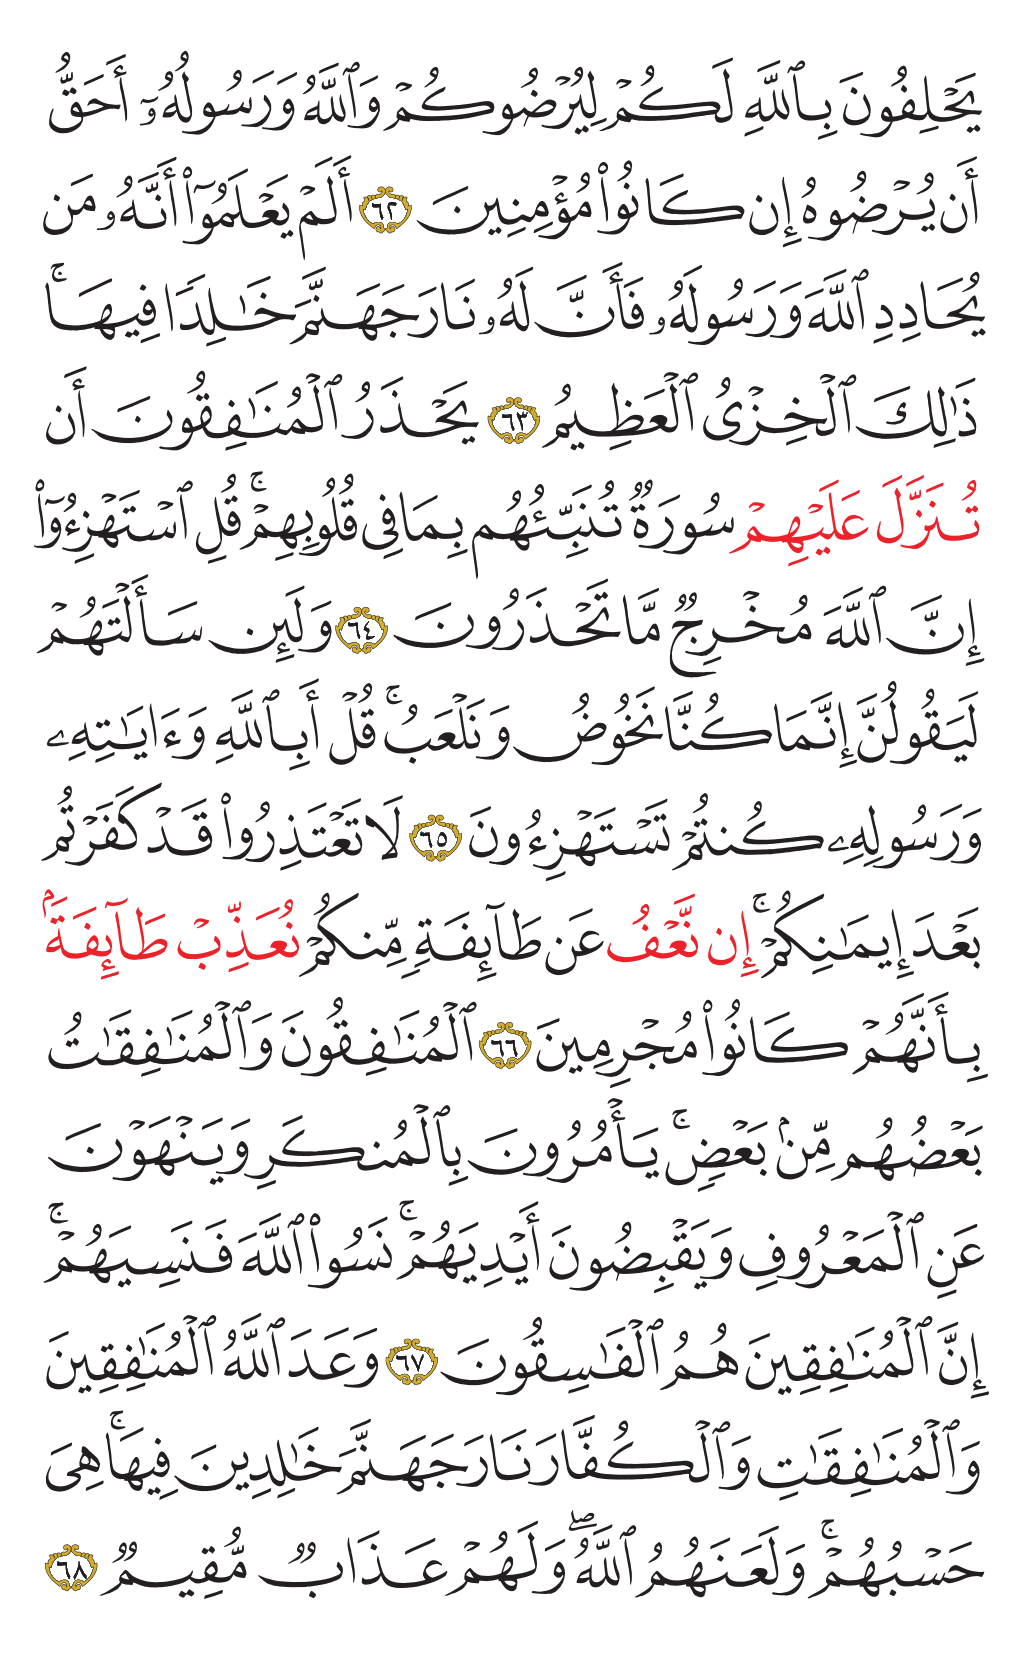 يَحْلِفُونَ بِٱللَّهِ لَكُمْ لِيُرْضُوكُمْ وَٱللَّهُ وَرَسُولُهُۥٓ أَحَقُّ
أَن يُرْضُوهُ إِن كَانُوا۟ مُؤْمِنِينَ ٦٢ أَلَمْ يَعْلَمُوٓا۟ أَنَّهُۥ مَن
يُحَادِدِ ٱللَّهَ وَرَسُولَهُۥ فَأَنَّ لَهُۥ نَارَ جَهَنَّمَ خَـٰلِدًا فِيهَا ۚ
ذَٰلِكَ ٱلْخِزْىُ ٱلْعَظِيمُ ٦٣ يَحْذَرُ ٱلْمُنَـٰفِقُونَ أَن
تُنَزَّلَ عَلَيْهِمْ سُورَةٌ تُنَبِّئُهُم بِمَا فِى قُلُوبِهِمْ ۚ قُلِ ٱسْتَهْزِءُوٓا۟
إِنَّ ٱللَّهَ مُخْرِجٌ مَّا تَحْذَرُونَ ٦٤ وَلَئِن سَأَلْتَهُمْ
لَيَقُولُنَّ إِنَّمَا كُنَّا نَخُوضُ وَنَلْعَبُ ۚ قُلْ أَبِٱللَّهِ وَءَايَـٰتِهِۦ
وَرَسُولِهِۦ كُنتُمْ تَسْتَهْزِءُونَ ٦٥ لَا تَعْتَذِرُوا۟ قَدْ كَفَرْتُم
بَعْدَ إِيمَـٰنِكُمْ ۚ إِن نَّعْفُ عَن طَآئِفَةٍ مِّنكُمْ نُعَذِّبْ طَآئِفَةَۢ
بِأَنَّهُمْ كَانُوا۟ مُجْرِمِينَ ٦٦ ٱلْمُنَـٰفِقُونَ وَٱلْمُنَـٰفِقَـٰتُ
بَعْضُهُم مِّنۢ بَعْضٍ ۚ يَأْمُرُونَ بِٱلْمُنكَرِ وَيَنْهَوْنَ
عَنِ ٱلْمَعْرُوفِ وَيَقْبِضُونَ أَيْدِيَهُمْ ۚ نَسُوا۟ ٱللَّهَ فَنَسِيَهُمْ ۚ
إِنَّ ٱلْمُنَـٰفِقِينَ هُمُ ٱلْفَـٰسِقُونَ ٦٧ وَعَدَ ٱللَّهُ ٱلْمُنَـٰفِقِينَ
وَٱلْمُنَـٰفِقَـٰتِ وَٱلْكُفَّارَ نَارَ جَهَنَّمَ خَـٰلِدِينَ فِيهَا ۚ هِىَ
حَسْبُهُمْ ۚ وَلَعَنَهُمُ ٱللَّهُ ۖ وَلَهُمْ عَذَابٌ مُّقِيمٌ ٦٨